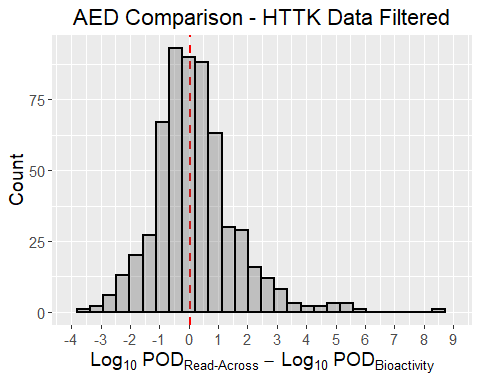 AED Comparison - HTTK Data Filtered
Count
75
50
25
0
-4 -3 -2 -1 0 1 2 3 4 5 6 7 8 9
Log10 PODRead-Across − Log10 PODBioactivity